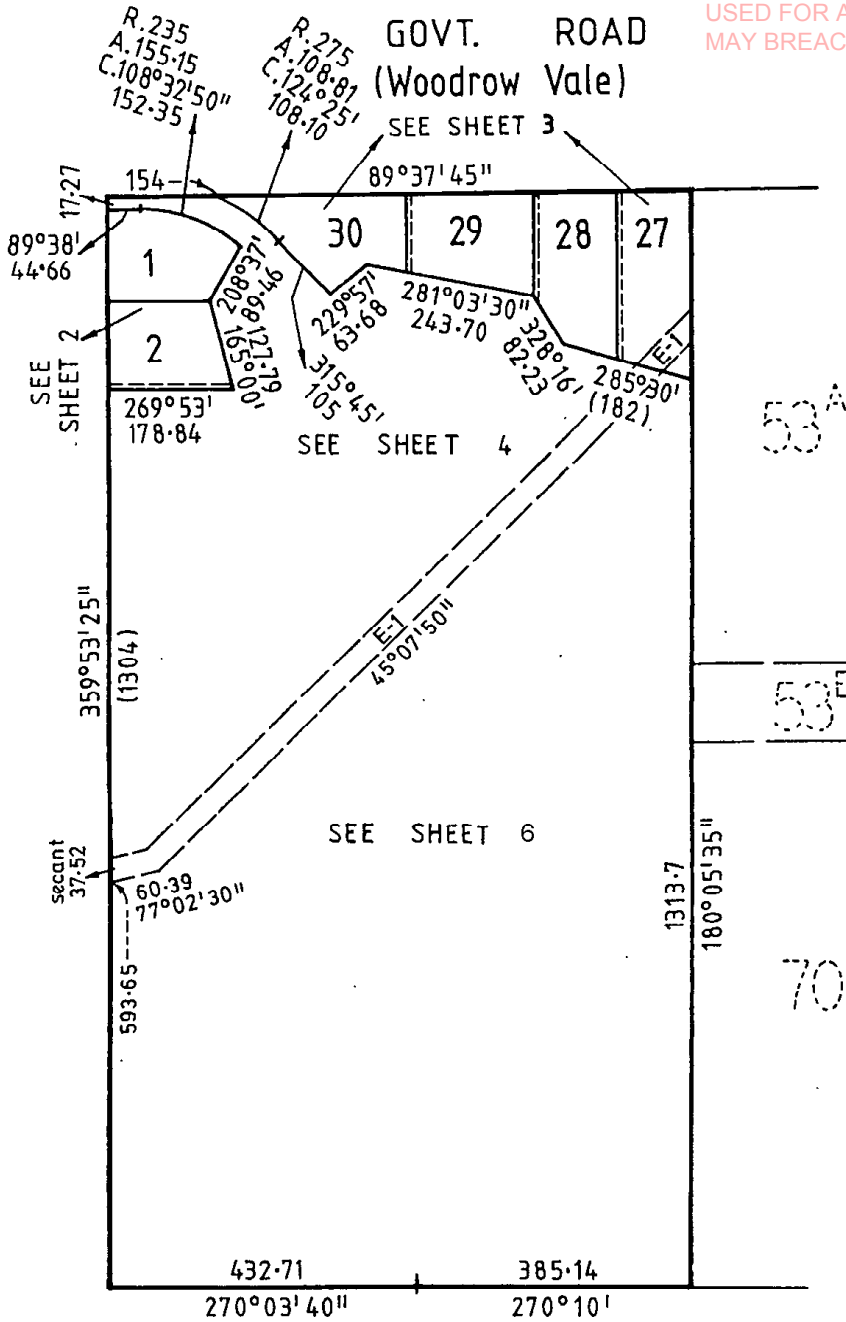 USED FOR A
MAY BREAC
GOVT. ROAD
(Woodrow Vale)
R.235
A.155·15
C.108°32'50"
152·35
R.275
A.108·81
C.124°25'
108·10
SEE SHEET 3
89°37'45"
154
17·27
89°38'
44·66
1
30
29
28
27
208°37'
89·46
229°57'
63·68
281°03'30"
243·70
328°16'
82·23
285°30'
(182)
E-1
2
SEE
SHEET 2
127·79
165°00'
315°45'
105
269°53'
178·84
SEE SHEET 4
53A
359°53'25"
(1304)
E-1
45°07'50"
53E
SEE SHEET 6
secant
37·52
60·39
77°02'30"
593·65
1313·7
180°05'35"
70
432·71
385·14
270°03'40"
270°10'